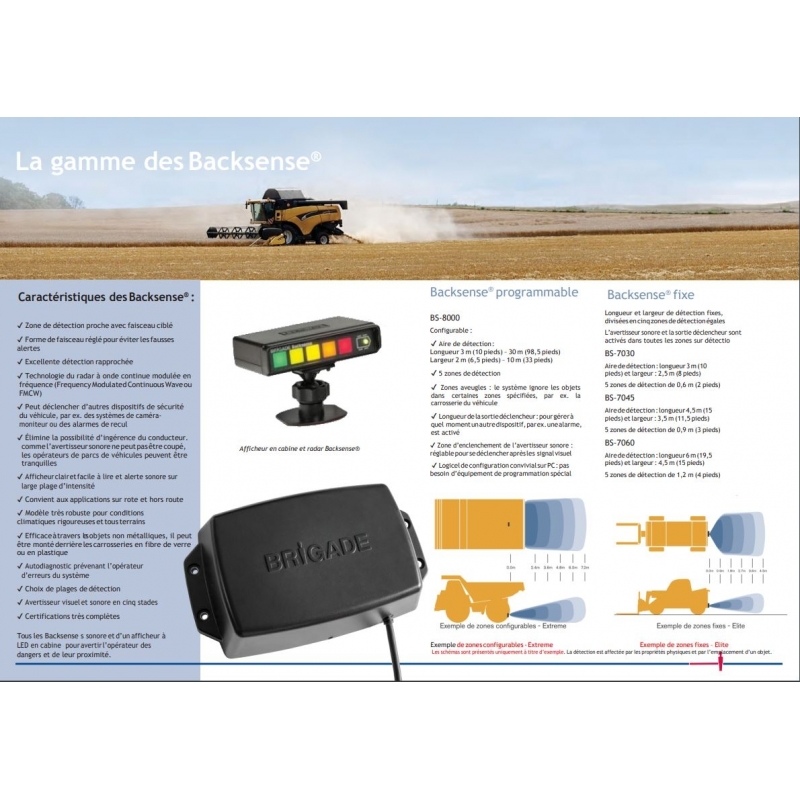 La gamme des Backsense®
Caractéristiques des Backsense® :
✓ Zone de détection proche avec faisceau ciblé
✓ Forme de faisceau réglé pour éviter les fausses
alertes
✓ Excellente détection rapprochée
✓ Technologie du radar à onde continue modulée en
fréquence (Frequency Modulated Continuous Wave ou
FMCW)
✓ Peut déclencher d'autres dispositifs de sécurité
du véhicule, par ex. des systèmes de caméra-
moniteur ou des alarmes de recul
✓ Élimine la possibilité d'ingérence du conducteur.
comme l'avertisseur sonore ne peut pas être coupé,
les opérateurs de parcs de véhicules peuvent être
tranquilles
✓ Afficheur clair et facile à lire et alerte sonore sur
large plage d'intensité
✓ Convient aux applications sur rote et hors route
✓ Modèle très robuste pour conditions
climatiques rigoureuses et tous terrains
✓ Efficace à travers ls objets non métalliques, il peut
être monté derrière les carrosseries en fibre de verre
ou en plastique
✓ Autodiagnostic prévenant l'opérateur
d'erreurs du système
✓ Choix de plages de détection
✓ Avertisseur visuel et sonore en cinq stades
✓ Certifications très complètes
Tous les Backsense s sonore et d'un afficheur à
LED en cabine pour avertir l'opérateur des
dangers et de leur proximité.
Afficheur en cabine et radar Backsense®
BRIGADE
Backsense® programmable
BS-8000
Configurable :
✓ Aire de détection :
Longueur 3 m (10 pieds) – 30 m (98,5 pieds)
Largeur 2 m (6,5 pieds) – 10 m (33 pieds)
✓ 5 zones de détection
✓ Zones aveugles : le système ignore les objets
dans certaines zones spécifiées, par ex. la
carrosserie du véhicule
✓ Longueur de la sortie déclencheur : pour gérer à
quel moment un autre dispositif, par ex. une alarme,
est activé
✓ Zone d'enclenchement de l'avertisseur sonore :
réglable pour se déclencher après les signal visuel
✓ Logiciel de configuration convivial sur PC : pas
besoin d'équipement de programmation spécial
Exemple de zones configurables - Extreme
Exemple de zones configurables - Extreme
Backsense® fixe
Longueur et largeur de détection fixes,
divisées en cinq zones de détection égales
L'avertisseur sonore et la sortie déclencheur sont
activés dans toutes les zones sur détectio
BS-7030
Aire de détection : longueur 3 m (10
pieds) et largeur : 2,5 m (8 pieds)
5 zones de détection de 0,6 m (2 pieds)
BS-7045
Aire de détection : longueur 4,5 m (15
pieds) et largeur : 3,5 m (11,5 pieds)
5 zones de détection de 0,9 m (3 pieds)
BS-7060
Aire de détection : longueur 6 m (19,5
pieds) et largeur : 4,5 m (15 pieds)
5 zones de détection de 1,2 m (4 pieds)
Exemple de zones fixes – Elite
Exemple de zones fixes – Elite
Les schémas sont présentés uniquement à titre d'exemple. La détection est affectée par les propriétés physiques et par l'emplacement d'un objet.